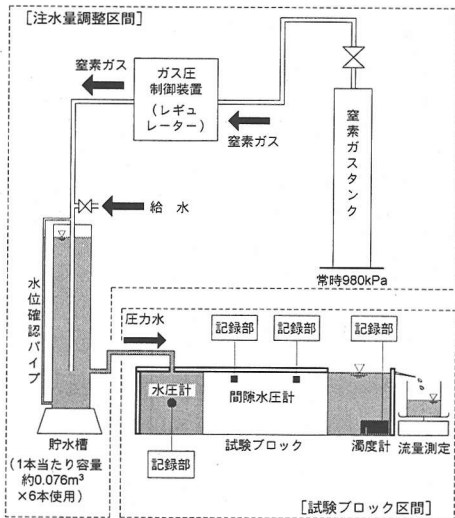 [注水量調整区間]
窒素ガス
ガス圧
制御装置
(レギュ
レーター)
窒素ガス
窒素ガスタンク
給 水
常時980kPa
水位確認パイプ
圧力水
記録部
記録部
記録部
水圧計
間隙水圧計
記録部
試験ブロック
濁度計
流量測定
貯水槽
(1本当たり容量
約0.076m³
×6本使用)
[試験ブロック区間]